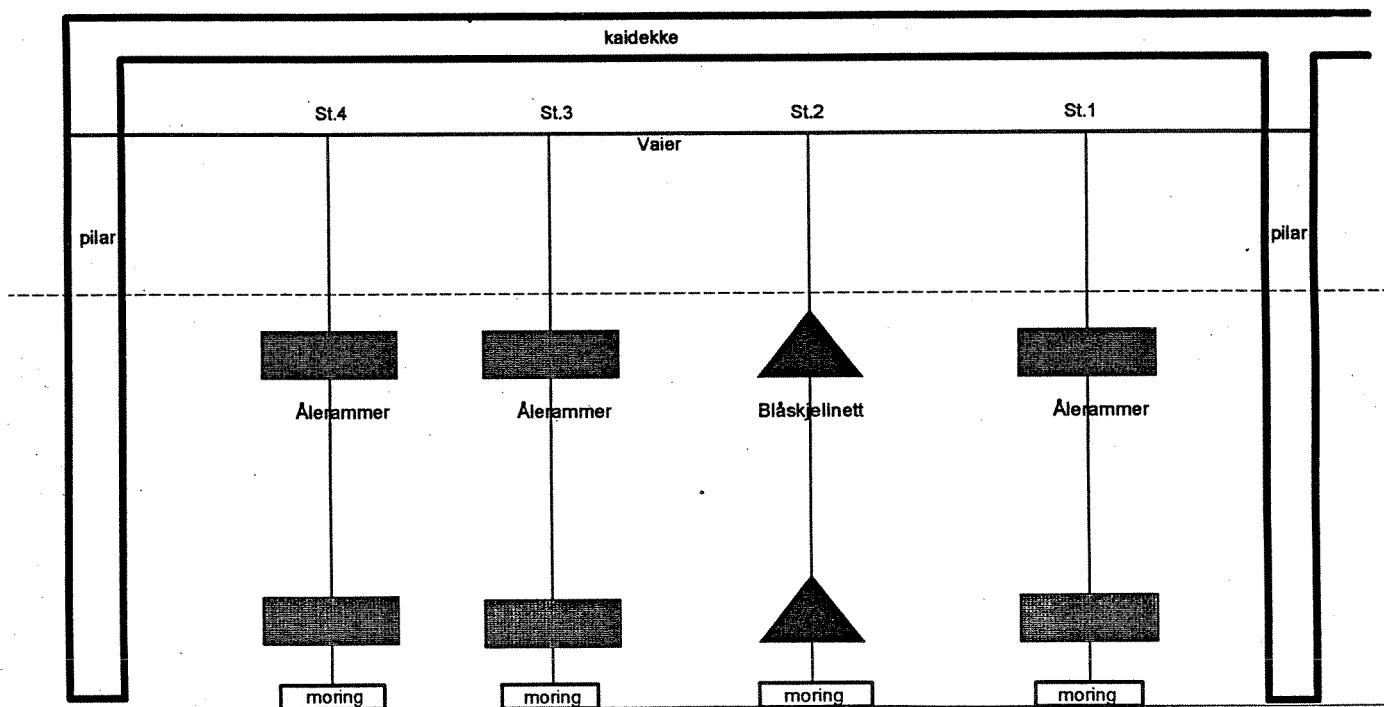 kaidekke
St.4 St.3 St.2 St.1
Vaier
pilar pilar
Ålerammer Ålerammer Blåskjellnett Ålerammer
moring moring moring moring